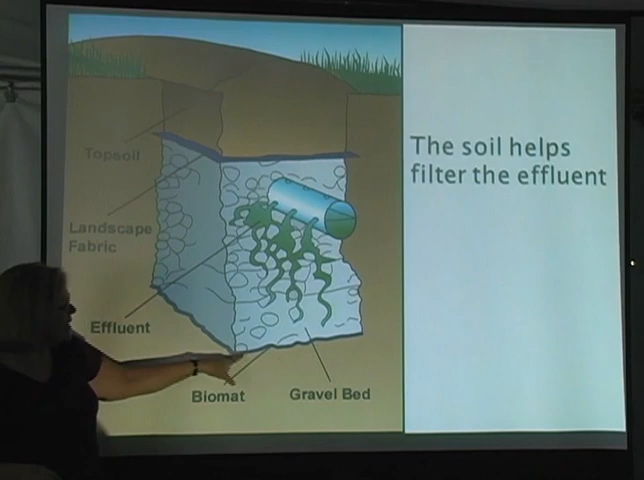 The soil helps
filter the effluent
Topsoil
Landscape
Fabric
Effluent
Biomat
Gravel Bed